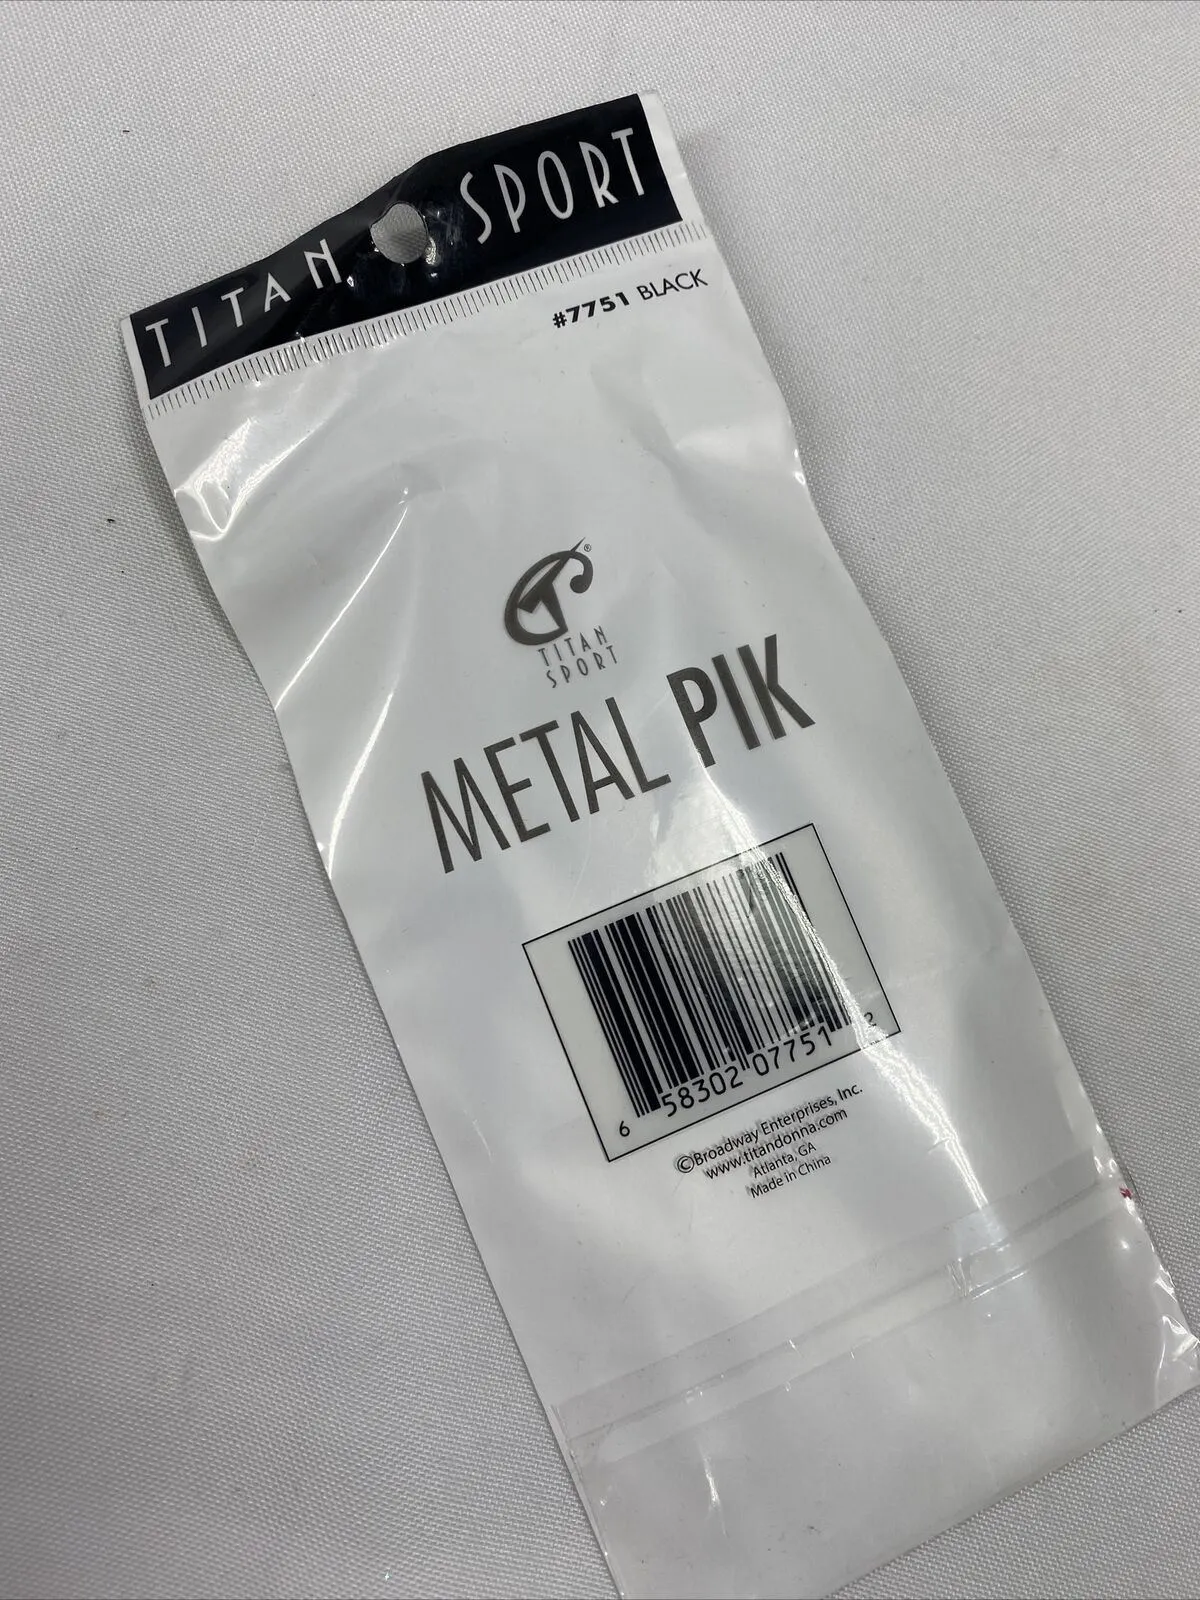 TITAN SPORT
#7751 BLACK
®
TITAN
SPORT
METAL PIK
6 58302 07751 2
©Broadway Enterprises, Inc.
www.titandonna.com
Atlanta, GA
Made in China